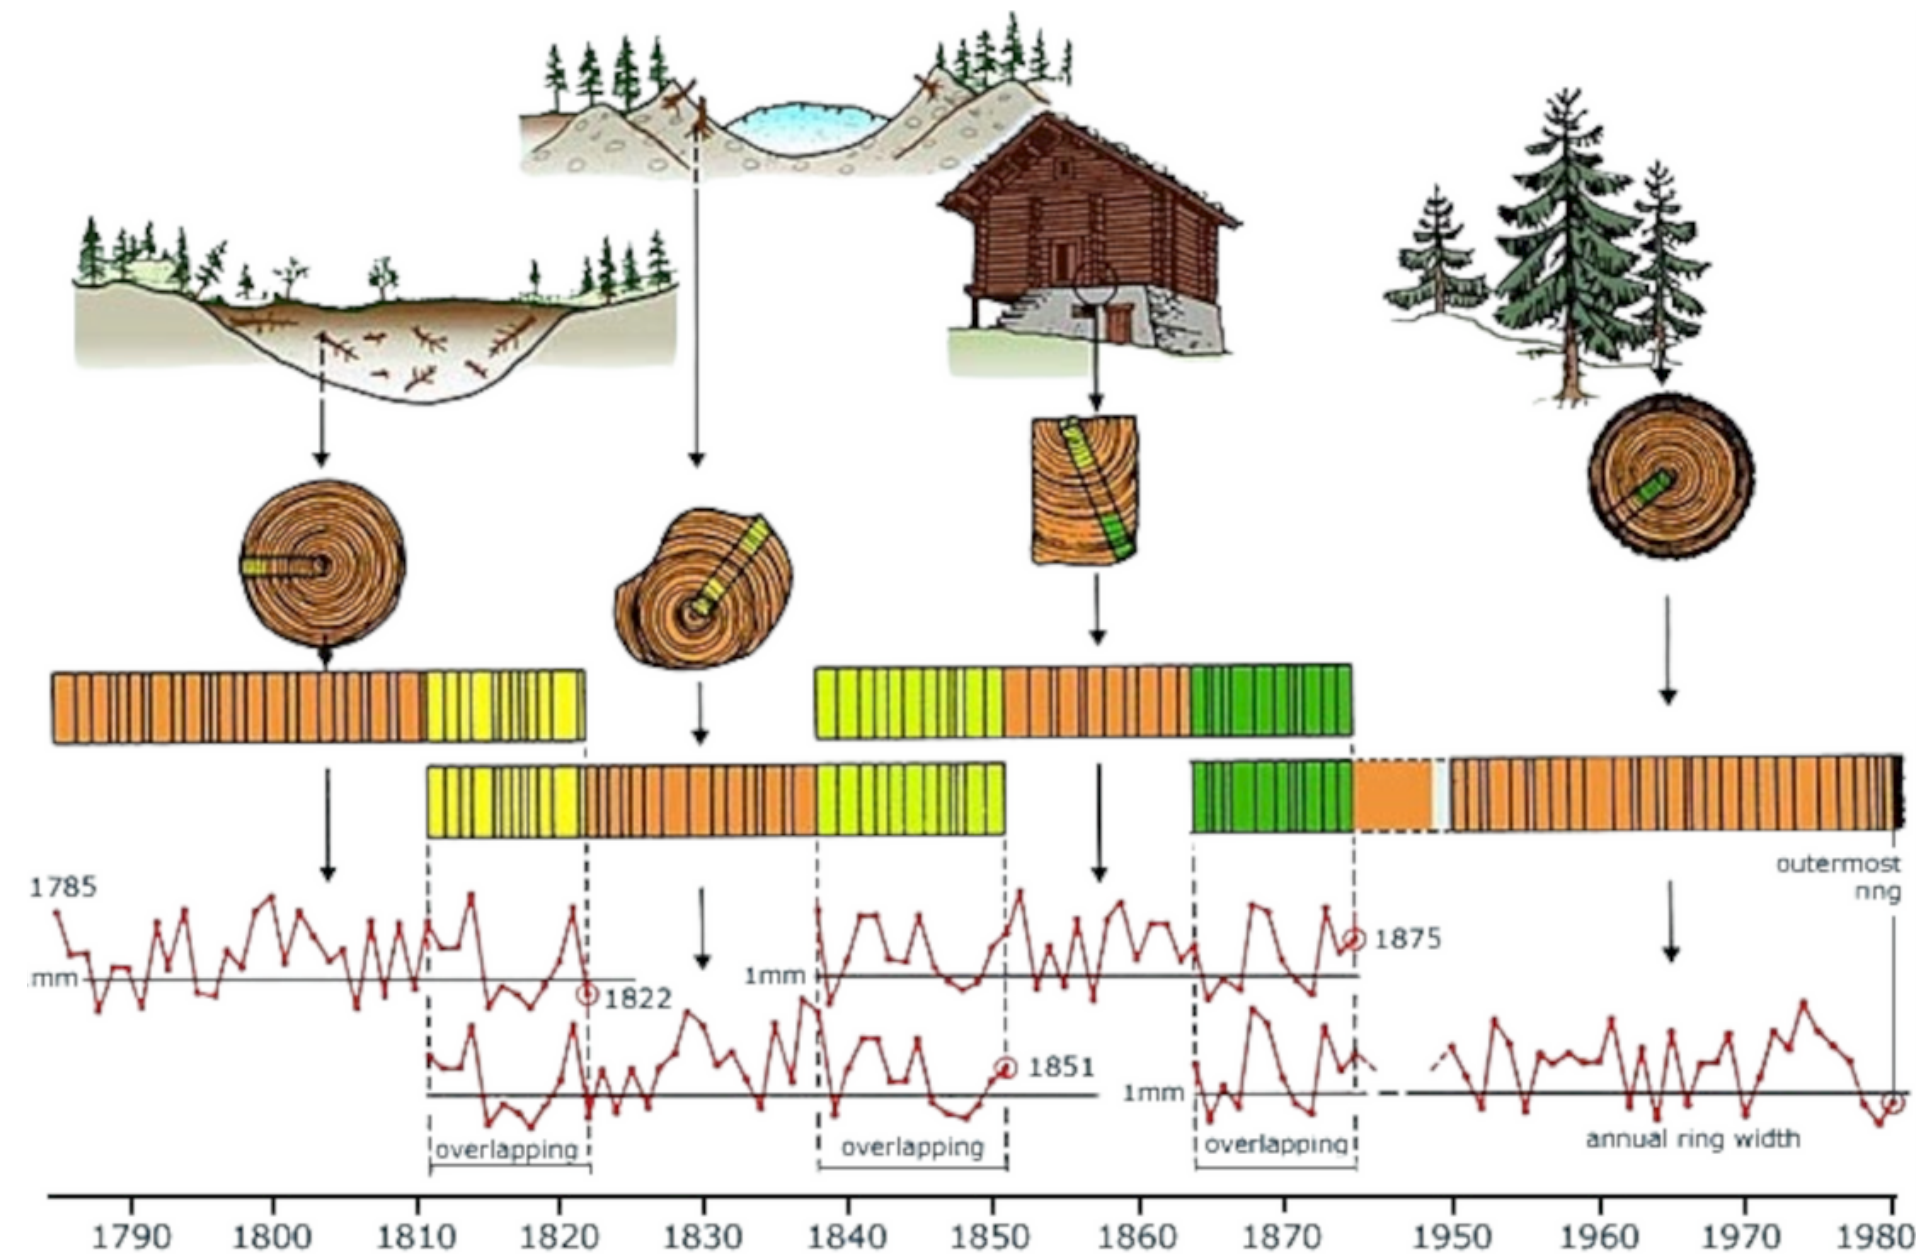 outermost
ring
1785
mm
1822
1mm
1875
1851
1mm
overlapping
overlapping
overlapping
annual ring width
1790 1800 1810 1820 1830 1840 1850 1860 1870 1950 1960 1970 1980